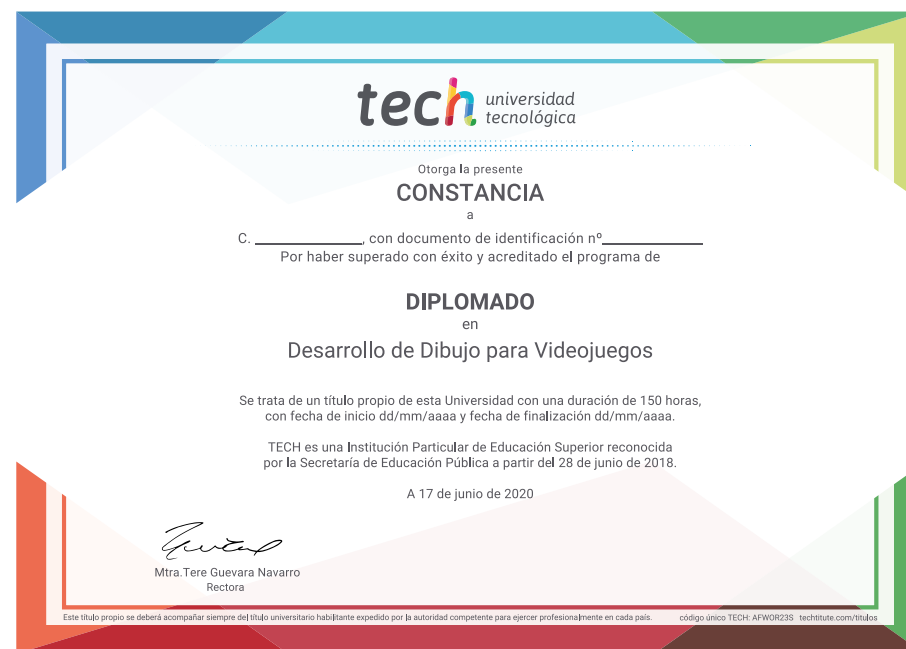 tech universidad
tecnológica
Otorga la presente
CONSTANCIA
a
C. ____________, con documento de identificación nº____________
Por haber superado con éxito y acreditado el programa de
DIPLOMADO
en
Desarrollo de Dibujo para Videojuegos
Se trata de un título propio de esta Universidad con una duración de 150 horas,
con fecha de inicio dd/mm/aaaa y fecha de finalización dd/mm/aaaa.
TECH es una Institución Particular de Educación Superior reconocida
por la Secretaría de Educación Pública a partir del 28 de junio de 2018.
A 17 de junio de 2020
Mtra.Tere Guevara Navarro
Rectora
Este título propio se deberá acompañar siempre del título universitario habilitante expedido por la autoridad competente para ejercer profesionalmente en cada país. código único TECH: AFWOR23S techtitute.com/titulos